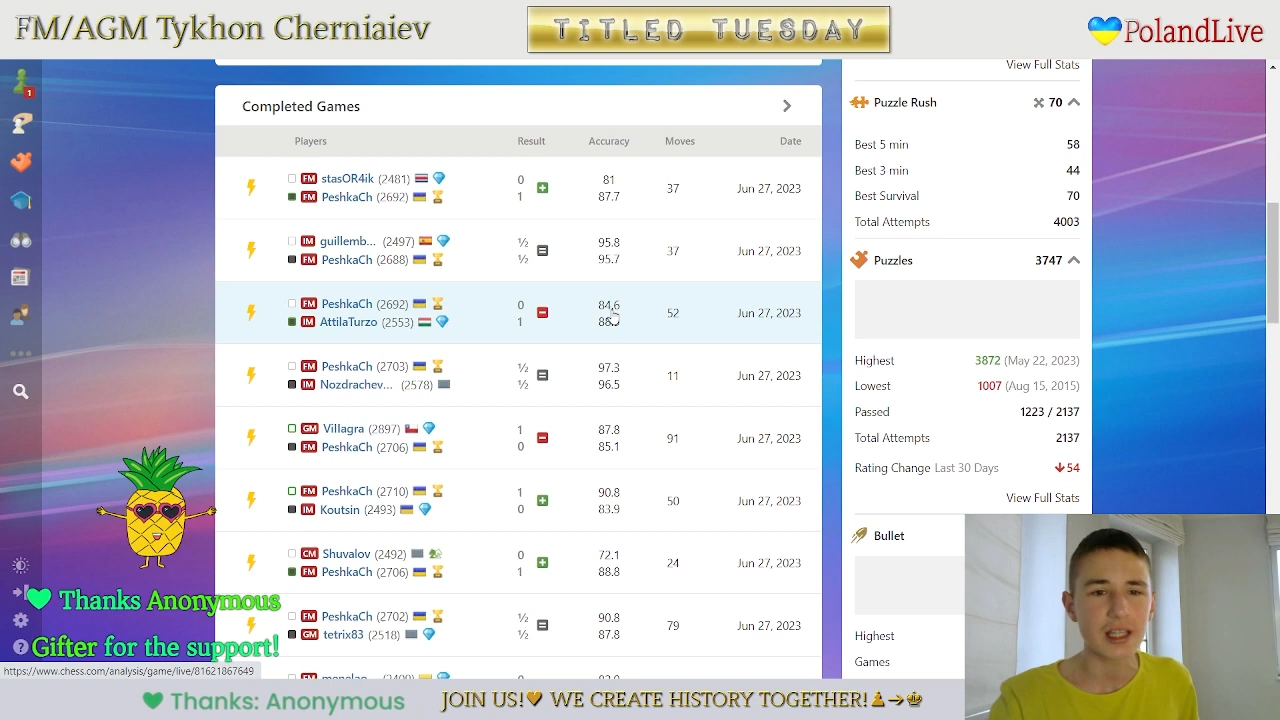 FM/AGM Tykhon Cherniaiev
TITLED TUESDAY
PolandLive
1
Completed Games
Players Result Accuracy Moves Date
FM stasOR4ik (2481) 0 81
FM PeshkaCh (2692) 1 87.7
37 Jun 27, 2023
IM guillemb... (2497) ½ 95.8
FM PeshkaCh (2688) ½ 95.7
37 Jun 27, 2023
FM PeshkaCh (2692) 0 84.6
IM AttilaTurzo (2553) 1
52 Jun 27, 2023
FM PeshkaCh (2703) ½ 97.3
IM Nozdrachev... (2578) ½ 96.5
11 Jun 27, 2023
GM Villagra (2897) 1 87.8
FM PeshkaCh (2706) 0 85.1
91 Jun 27, 2023
FM PeshkaCh (2710) 1 90.8
IM Koutsin (2493) 0 83.9
50 Jun 27, 2023
CM Shuvalov (2492) 0 72.1
FM PeshkaCh (2706) 1 88.8
24 Jun 27, 2023
FM PeshkaCh (2702) ½ 90.8
GM tetrix83 (2518) ½ 87.8
79 Jun 27, 2023
View Full Stats
Puzzle Rush 70
Best 5 min 58
Best 3 min 44
Best Survival 70
Total Attempts 4003
Puzzles 3747
Highest 3872 (May 22, 2023)
Lowest 1007 (Aug 15, 2015)
Passed 1223 / 2137
Total Attempts 2137
Rating Change Last 30 Days 54
View Full Stats
Bullet
Highest
Games
Thanks Anonymous
Gifter for the support!
https://www.chess.com/analysis/game/live/81621867649
Thanks: Anonymous
JOIN US! WE CREATE HISTORY TOGETHER!